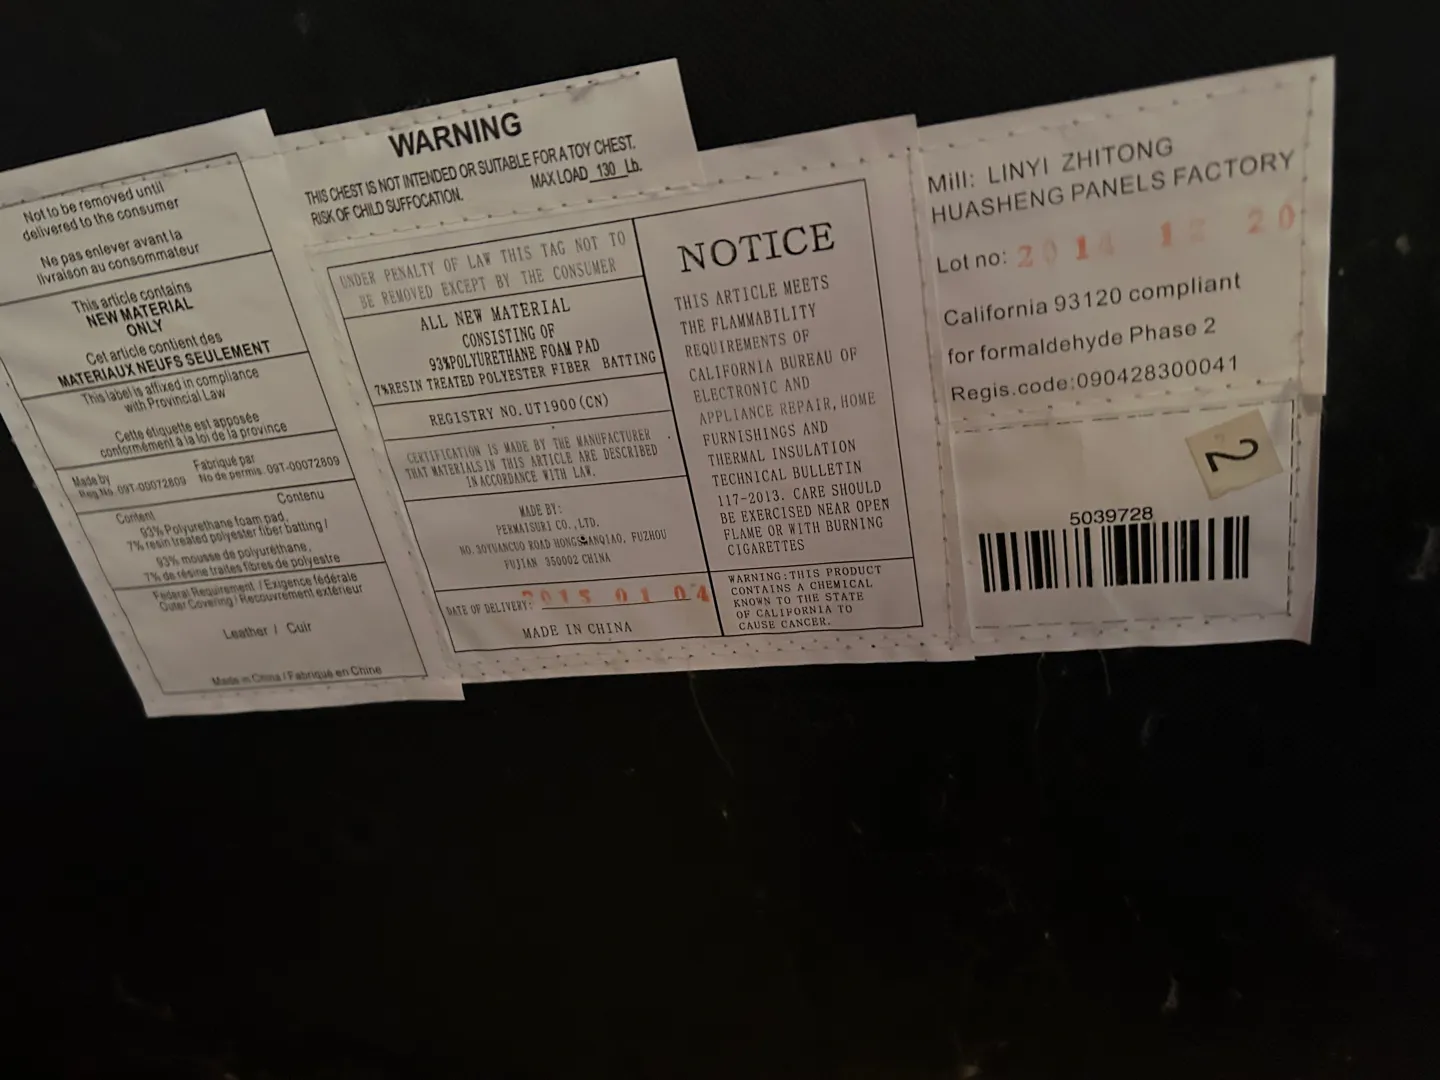 Not to be removed until
delivered to the consumer
Ne pas enlever avant la
livraison au consommateur
This article contains
NEW MATERIAL
ONLY
Cet article contient des
MATERIAUX NEUFS SEULEMENT
This label is affixed in compliance
with Provincial Law
Cette étiquette est apposée
conformément à la loi de la province
Made by Fabriqué par
Reg.No. 09T-00072809 No de permis. 09T-00072809
Content Contenu
93% Polyurethane foam pad,
7% resin treated polyester fiber batting /
93% mousse de polyuréthane,
7% de résine traites fibres de polyestre
Federal Requirement / Exigence fédérale
Outer Covering / Recouvrement extérieur
Leather / Cuir
Made in China / Fabriqué en Chine
WARNING
THIS CHEST IS NOT INTENDED OR SUITABLE FOR A TOY CHEST.
RISK OF CHILD SUFFOCATION. MAX LOAD 130 Lb.
UNDER PENALTY OF LAW THIS TAG NOT TO
BE REMOVED EXCEPT BY THE CONSUMER
ALL NEW MATERIAL
CONSISTING OF
93%POLYURETHANE FOAM PAD
7%RESIN TREATED POLYESTER FIBER BATTING
REGISTRY NO. UT1900 (CN)
CERTIFICATION IS MADE BY THE MANUFACTURER
THAT MATERIALS IN THIS ARTICLE ARE DESCRIBED
IN ACCORDANCE WITH LAW.
MADE BY:
PERMAISURI CO.,LTD.
NO. 30YUANCUO ROAD FUZHOU
FUJIAN 350002 CHINA
DATE OF DELIVERY: 2015 01 04
MADE IN CHINA
NOTICE
THIS ARTICLE MEETS
THE FLAMMABILITY
REQUIREMENTS OF
CALIFORNIA BUREAU OF
ELECTRONIC AND
APPLIANCE REPAIR, HOME
FURNISHINGS AND
THERMAL INSULATION
TECHNICAL BULLETIN
117-2013. CARE SHOULD
BE EXERCISED NEAR OPEN
FLAME OR WITH BURNING
CIGARETTES
WARNING:THIS PRODUCT
CONTAINS A CHEMICAL
KNOWN TO THE STATE
OF CALIFORNIA TO
CAUSE CANCER.
Mill: LINYI ZHITONG
HUASHENG PANELS FACTORY
Lot no: 2014 12 20
California 93120 compliant
for formaldehyde Phase 2
Regis.code:090428300041
2
5039728